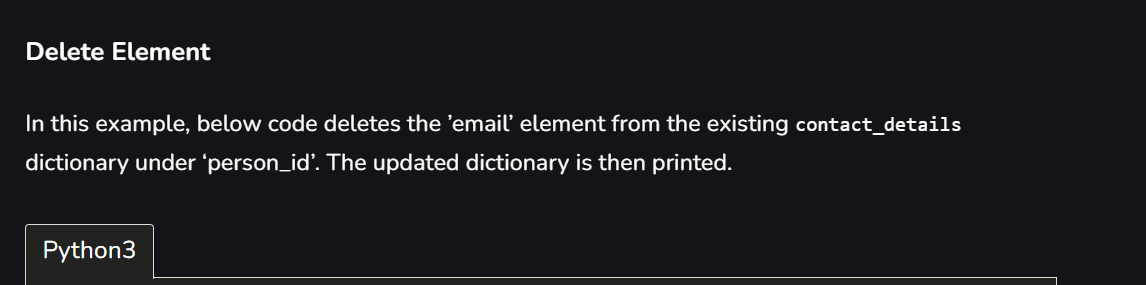 Delete Element
In this example, below code deletes the ’email’ element from the existing contact_details
dictionary under ‘person_id’. The updated dictionary is then printed.
Python3